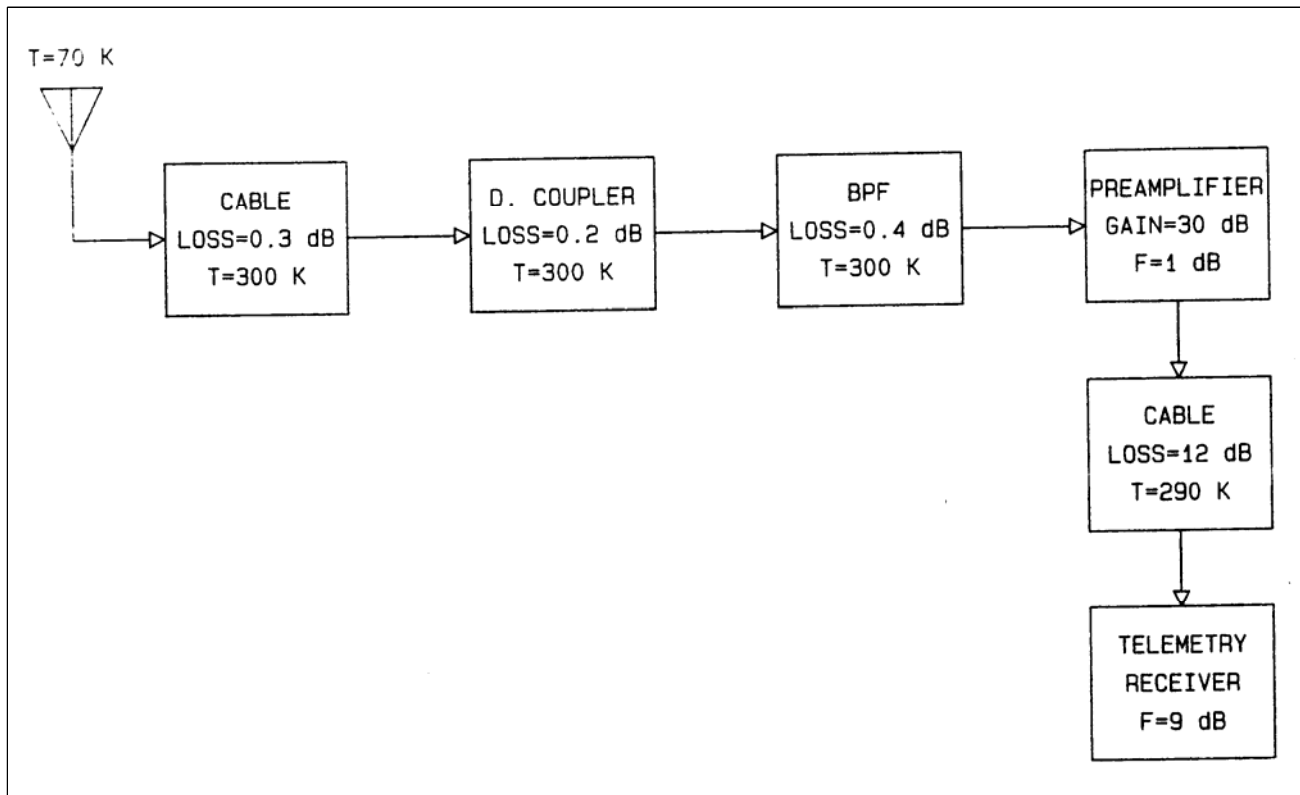 T=70 K
CABLE
LOSS=0.3 dB
T=300 K
D. COUPLER
LOSS=0.2 dB
T=300 K
BPF
LOSS=0.4 dB
T=300 K
PREAMPLIFIER
GAIN=30 dB
F=1 dB
CABLE
LOSS=12 dB
T=290 K
TELEMETRY
RECEIVER
F=9 dB